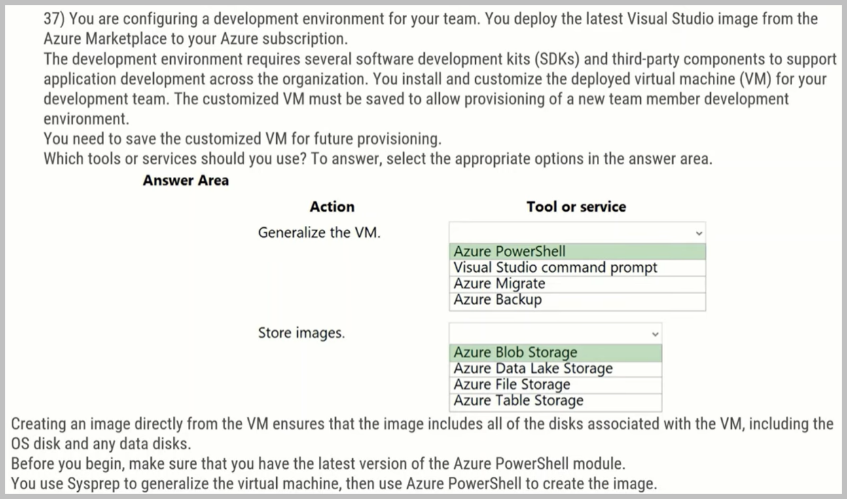 37) You are configuring a development environment for your team. You deploy the latest Visual Studio image from the
Azure Marketplace to your Azure subscription.
The development environment requires several software development kits (SDKs) and third-party components to support
application development across the organization. You install and customize the deployed virtual machine (VM) for your
development team. The customized VM must be saved to allow provisioning of a new team member development
environment.
You need to save the customized VM for future provisioning.
Which tools or services should you use? To answer, select the appropriate options in the answer area.
Answer Area
Action Tool or service
Generalize the VM.
Azure PowerShell
Visual Studio command prompt
Azure Migrate
Azure Backup
Store images.
Azure Blob Storage
Azure Data Lake Storage
Azure File Storage
Azure Table Storage
Creating an image directly from the VM ensures that the image includes all of the disks associated with the VM, including the
OS disk and any data disks.
Before you begin, make sure that you have the latest version of the Azure PowerShell module.
You use Sysprep to generalize the virtual machine, then use Azure PowerShell to create the image.